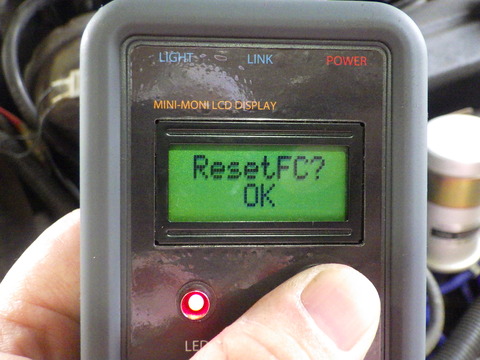 LIGHT LINK POWER
MINI-MONI LCD DISPLAY
ResetFC?
OK
LED